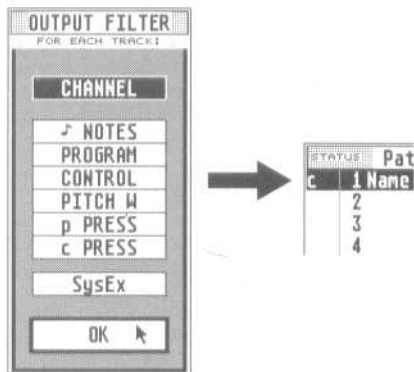 OUTPUT FILTER
FOR EACH TRACK:
CHANNEL
♪ NOTES
PROGRAM
CONTROL
PITCH W
p PRESS
c PRESS
SysEx
OK
STATUS Pat
c 1 Name
2
3
4